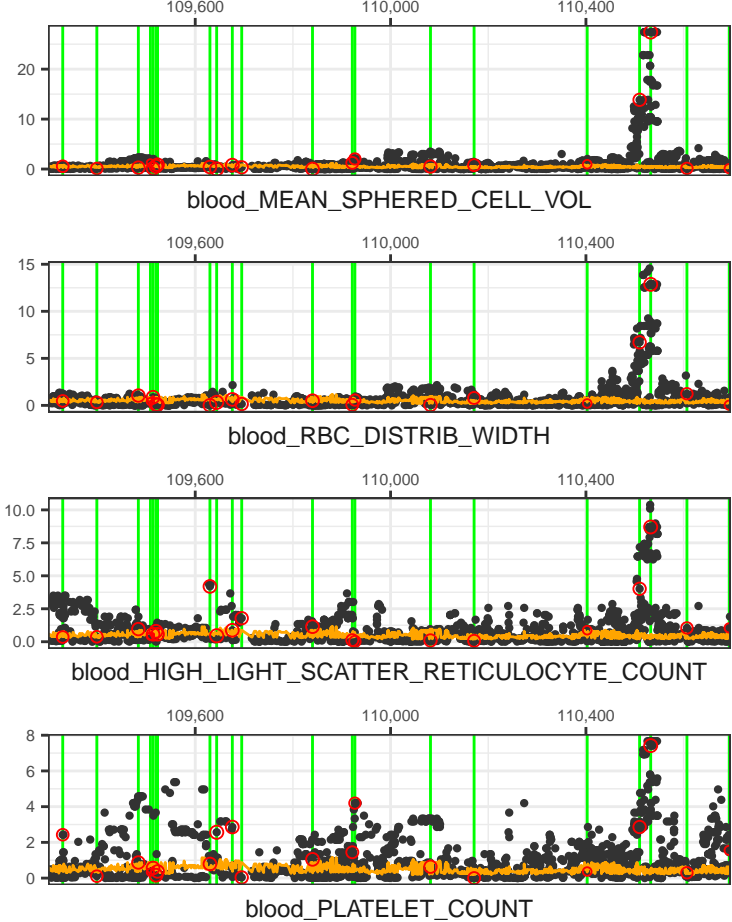 109,600 110,000 110,400
20
10
0
blood_MEAN_SPHERED_CELL_VOL
109,600 110,000 110,400
15
10
5
0
blood_RBC_DISTRIB_WIDTH
109,600 110,000 110,400
10.0
7.5
5.0
2.5
0.0
blood_HIGH_LIGHT_SCATTER_RETICULOCYTE_COUNT
109,600 110,000 110,400
8
6
4
2
0
blood_PLATELET_COUNT